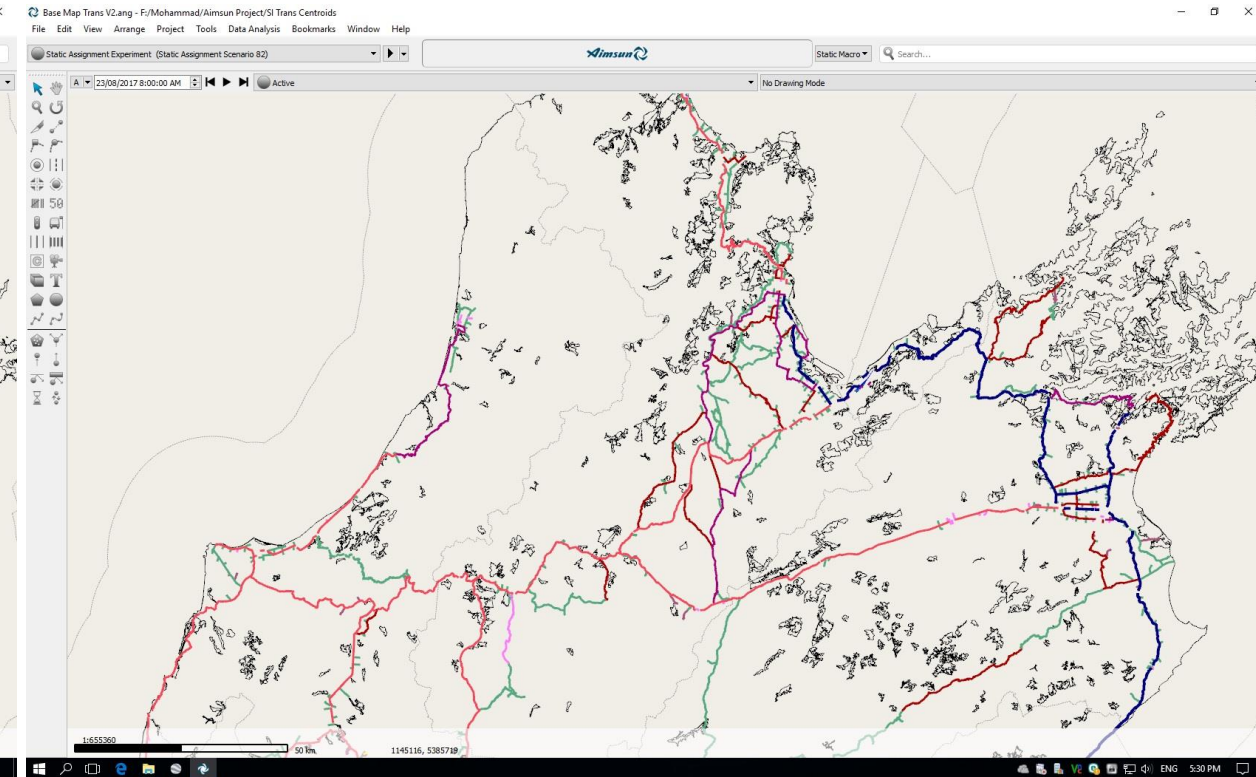 Base Map Trans V2.ang - F:/Mohammad/Aimsun Project/SI Trans Centroids
File Edit View Arrange Project Tools Data Analysis Bookmarks Window Help
Static Assignment Experiment (Static Assignment Scenario 82)
Aimsun
Static Macro
Search...
A
23/08/2017 8:00:00 AM
Active
No Drawing Mode
50
T
1:655360
50 km.
1145116, 5385719
ENG 5:30 PM